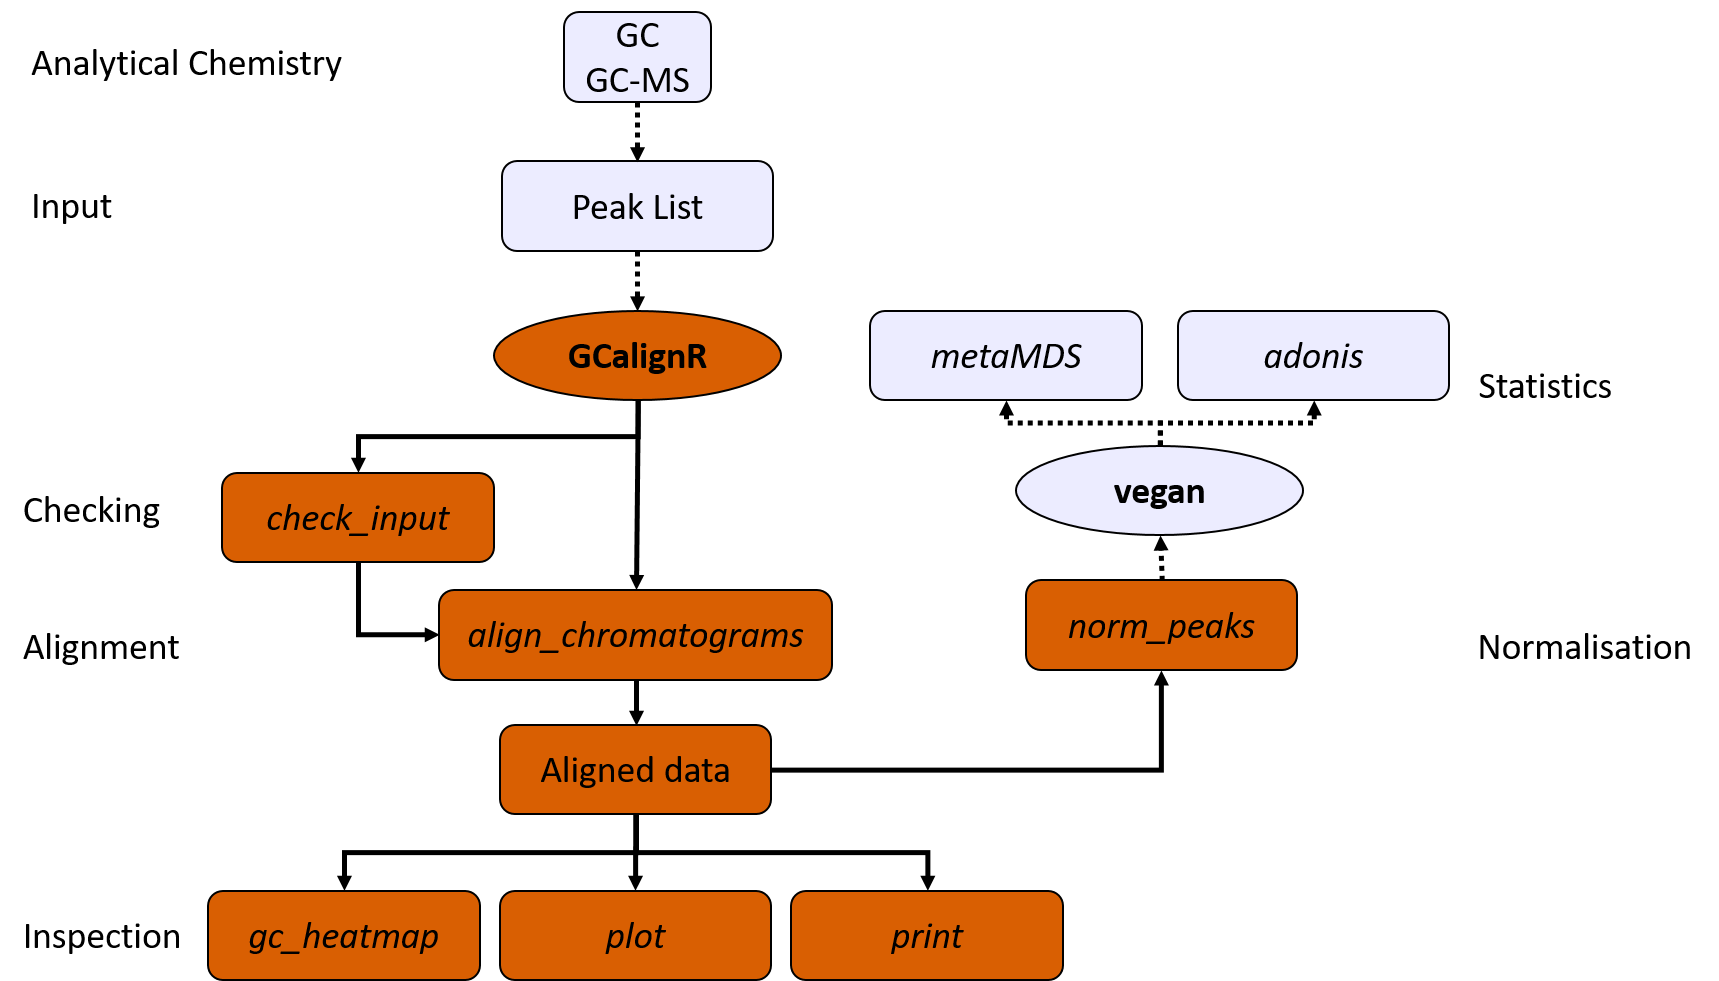 Analytical Chemistry
GC
GC-MS
Input
Peak List
GCalignR
metaMDS
adonis
Statistics
Checking
check_input
vegan
Alignment
align_chromatograms
norm_peaks
Normalisation
Aligned data
Inspection
gc_heatmap
plot
print